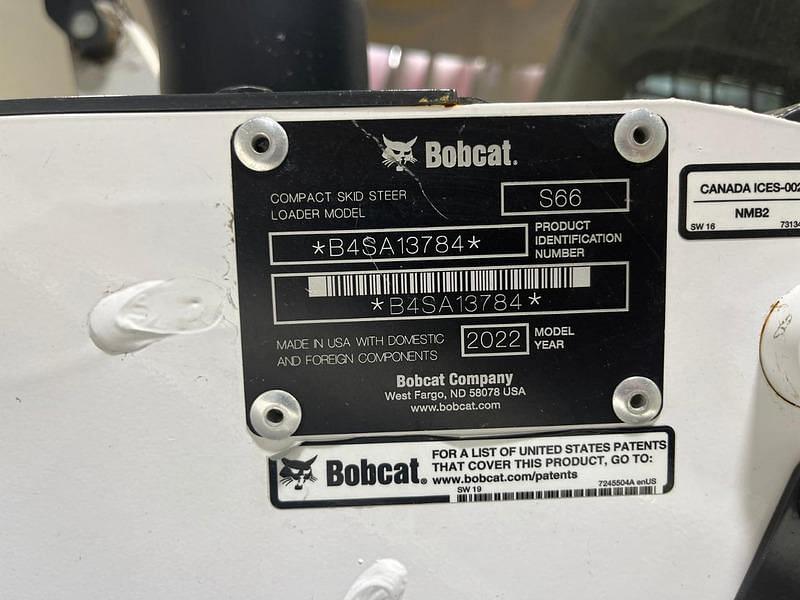 Bobcat.
COMPACT SKID STEER
LOADER MODEL
S66
*B4SA13784*
PRODUCT
IDENTIFICATION
NUMBER
*B4SA13784*
MADE IN USA WITH DOMESTIC
AND FOREIGN COMPONENTS
2022
MODEL
YEAR
Bobcat Company
West Fargo, ND 58078 USA
www.bobcat.com
CANADA ICES-002
NMB2
SW 16
73134
Bobcat.
FOR A LIST OF UNITED STATES PATENTS
THAT COVER THIS PRODUCT, GO TO:
www.bobcat.com/patents
SW 19
7245504A enUS